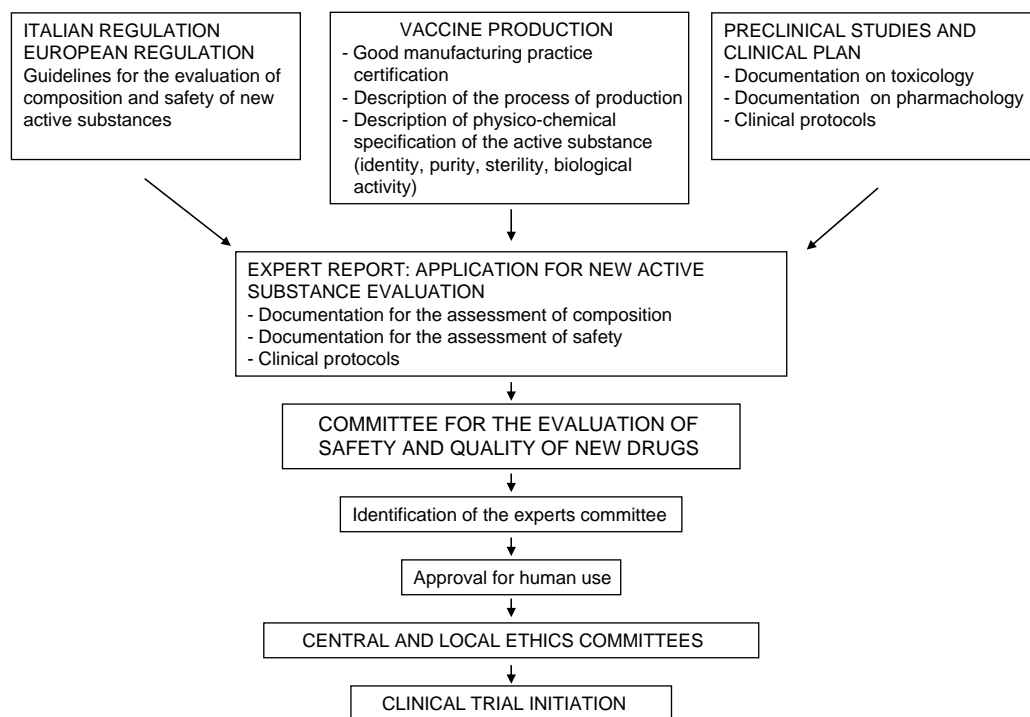 ITALIAN REGULATION
EUROPEAN REGULATION
Guidelines for the evaluation of
composition and safety of new
active substances
VACCINE PRODUCTION
- Good manufacturing practice
certification
- Description of the process of production
- Description of physico-chemical
specification of the active substance
(identity, purity, sterility, biological
activity)
PRECLINICAL STUDIES AND
CLINICAL PLAN
- Documentation on toxicology
- Documentation on pharmachology
- Clinical protocols
EXPERT REPORT: APPLICATION FOR NEW ACTIVE
SUBSTANCE EVALUATION
- Documentation for the assessment of composition
- Documentation for the assessment of safety
- Clinical protocols
COMMITTEE FOR THE EVALUATION OF
SAFETY AND QUALITY OF NEW DRUGS
Identification of the experts committee
Approval for human use
CENTRAL AND LOCAL ETHICS COMMITTEES
CLINICAL TRIAL INITIATION